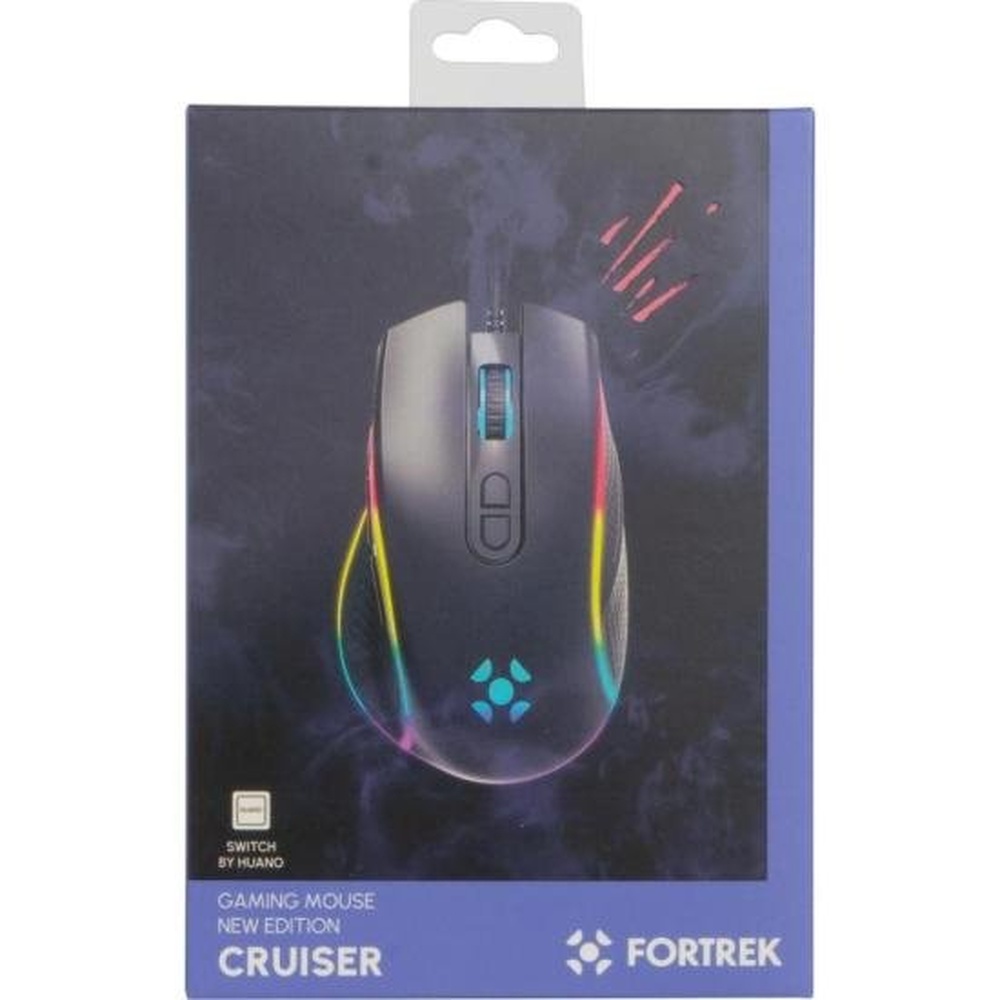 SWITCH
BY HUANO
GAMING MOUSE
NEW EDITION
CRUISER
FORTREK